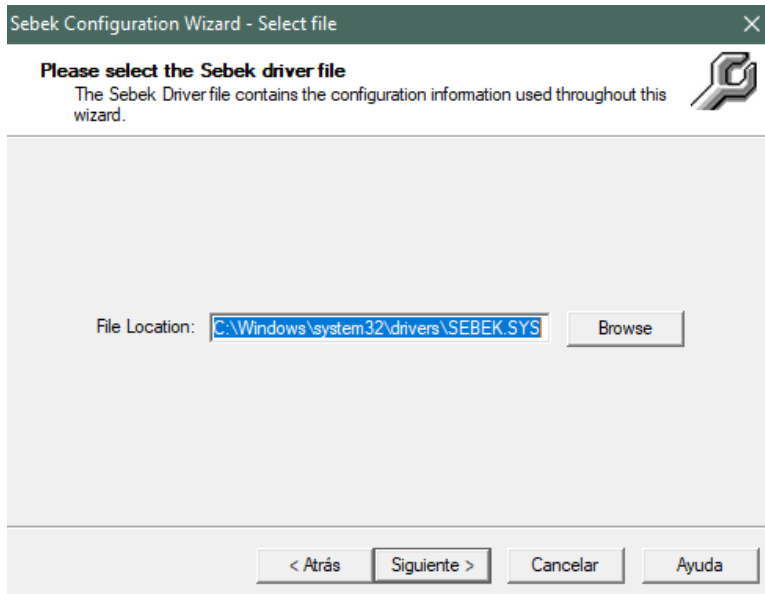 Sebek Configuration Wizard - Select file
Please select the Sebek driver file
The Sebek Driver file contains the configuration information used throughout this
wizard.
File Location: C:\Windows\system32\drivers\SEBEK.SYS Browse
< Atrás Siguiente > Cancelar Ayuda